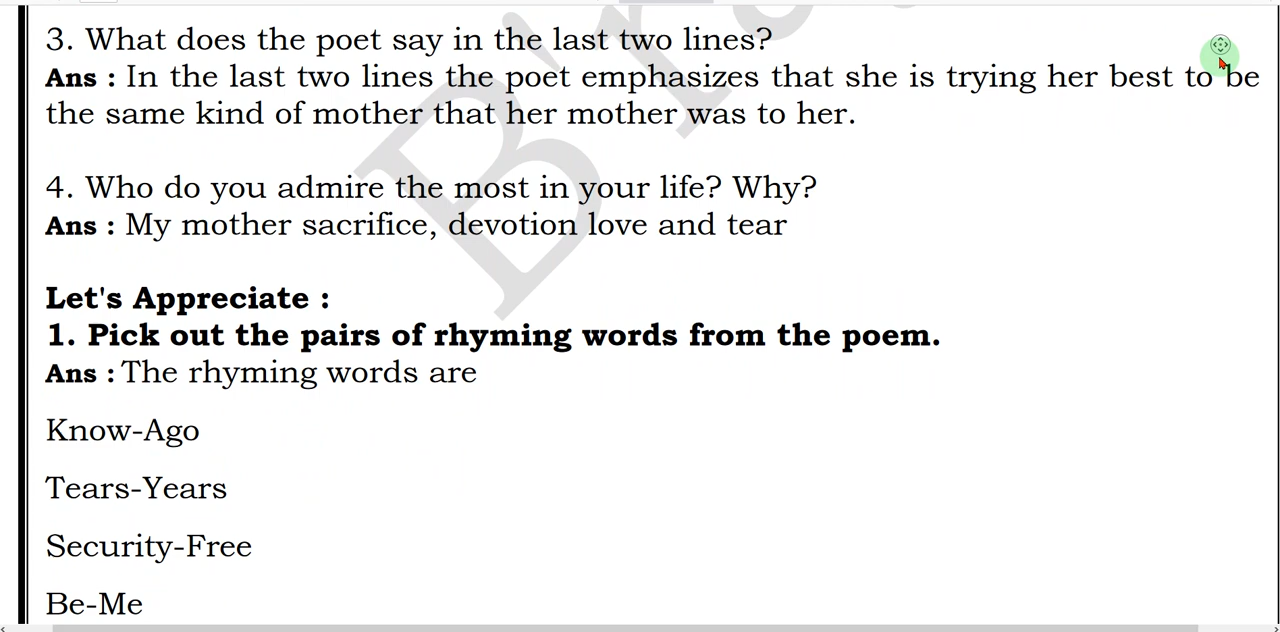 3. What does the poet say in the last two lines?
Ans : In the last two lines the poet emphasizes that she is trying her best to be
the same kind of mother that her mother was to her.
4. Who do you admire the most in your life? Why?
Ans : My mother sacrifice, devotion love and tear
Let's Appreciate :
1. Pick out the pairs of rhyming words from the poem.
Ans : The rhyming words are
Know-Ago
Tears-Years
Security-Free
Be-Me